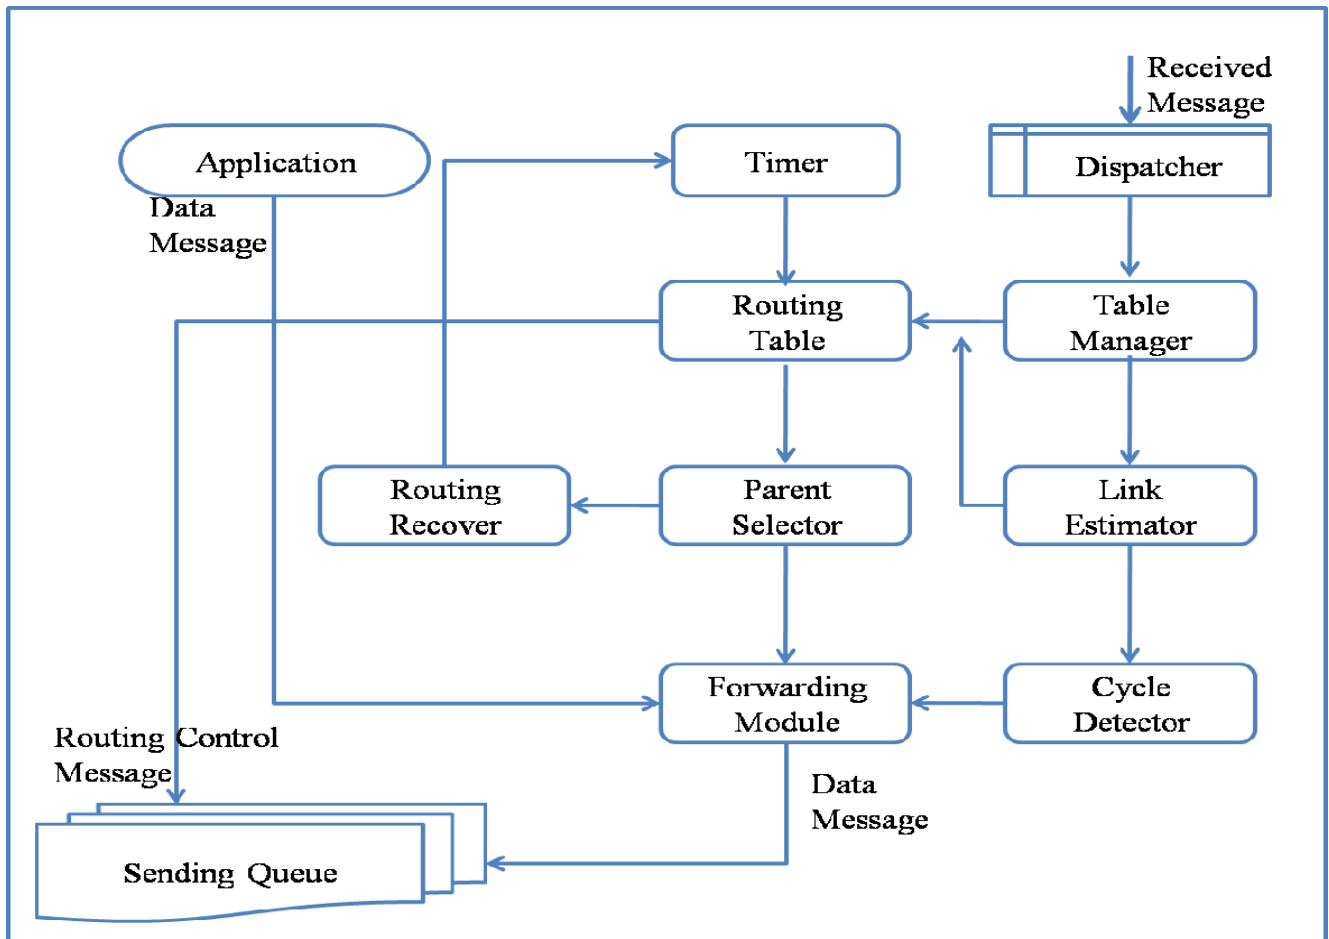 Received
Message
Application
Timer
Dispatcher
Data
Message
Routing
Table
Table
Manager
Routing
Recover
Parent
Selector
Link
Estimator
Forwarding
Module
Cycle
Detector
Routing Control
Message
Data
Message
Sending Queue